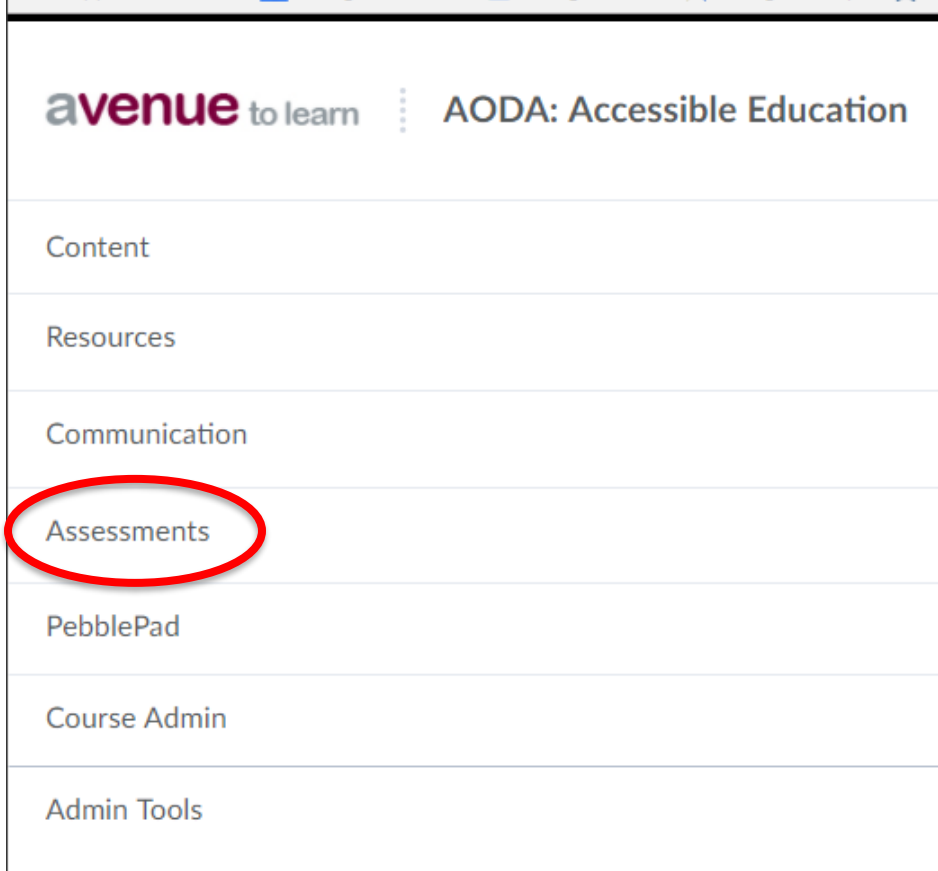 avenue to learn AODA: Accessible Education
Content
Resources
Communication
Assessments
PebblePad
Course Admin
Admin Tools